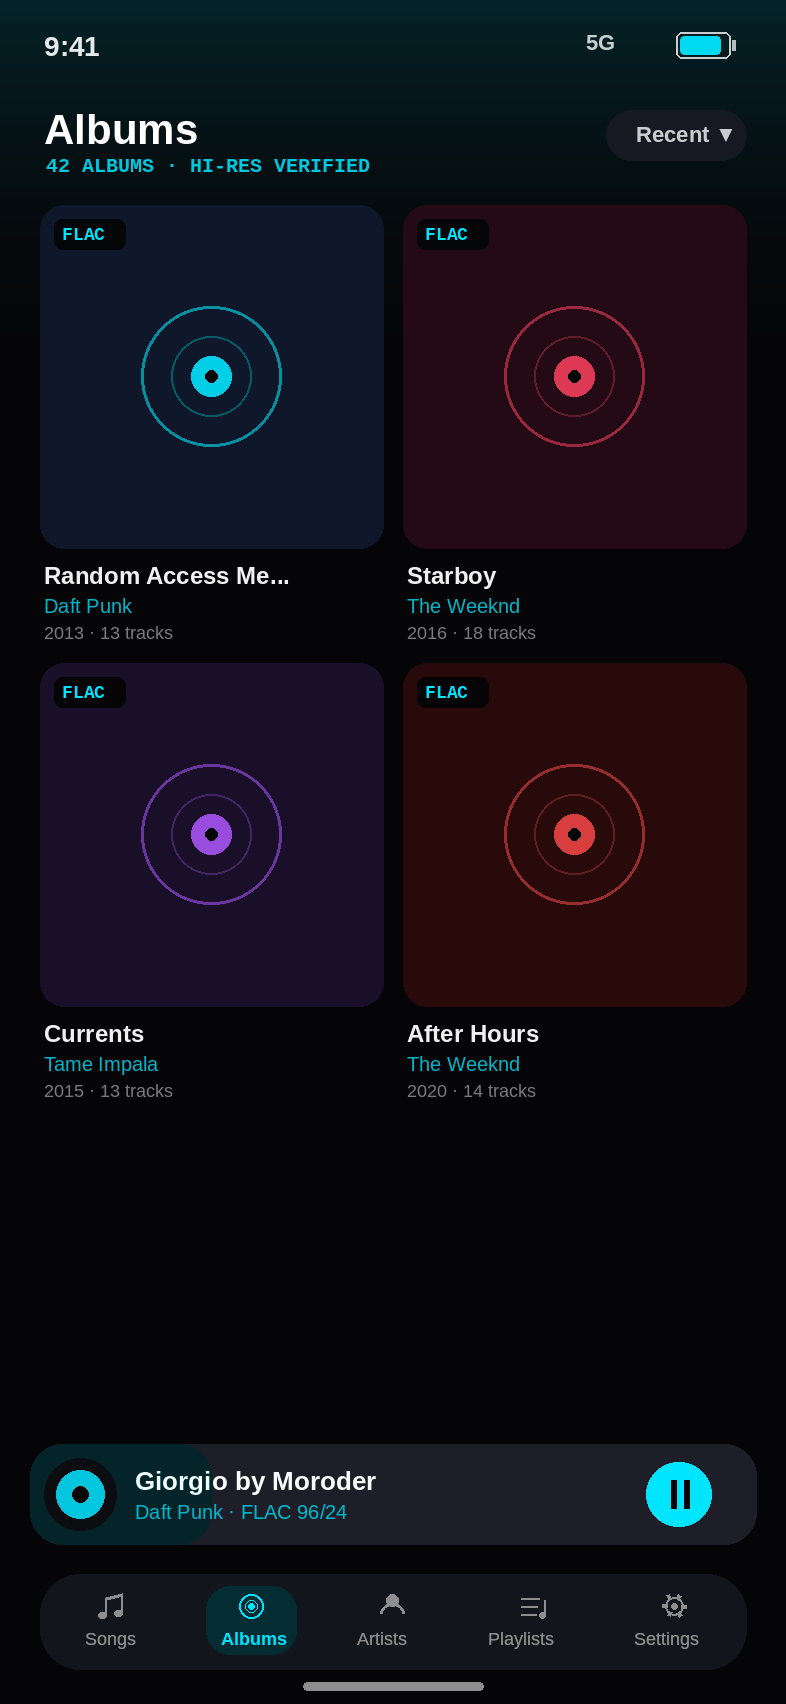 9:41
5G
Albums
Recent ▼
42 ALBUMS · HI-RES VERIFIED
FLAC
FLAC
Random Access Me...
Starboy
Daft Punk
The Weeknd
2013 · 13 tracks
2016 · 18 tracks
FLAC
FLAC
Currents
After Hours
Tame Impala
The Weeknd
2015 · 13 tracks
2020 · 14 tracks
Giorgio by Moroder
Daft Punk · FLAC 96/24
Songs
Albums
Artists
Playlists
Settings